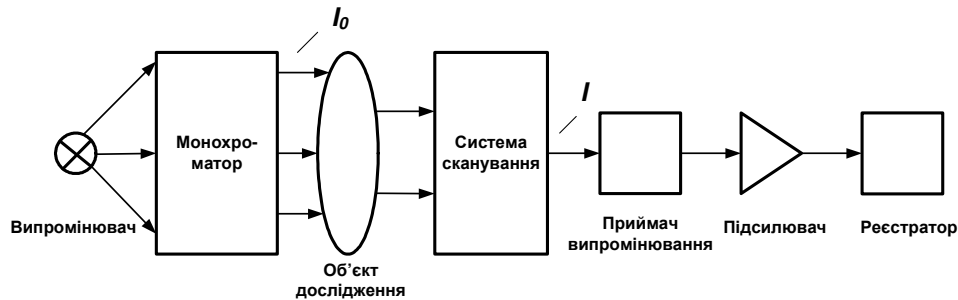 I₀
I
Монохро-
матор
Система
сканування
Випромінювач
Приймач
випромінювання
Підсилювач
Реєстратор
Об’єкт
дослідження